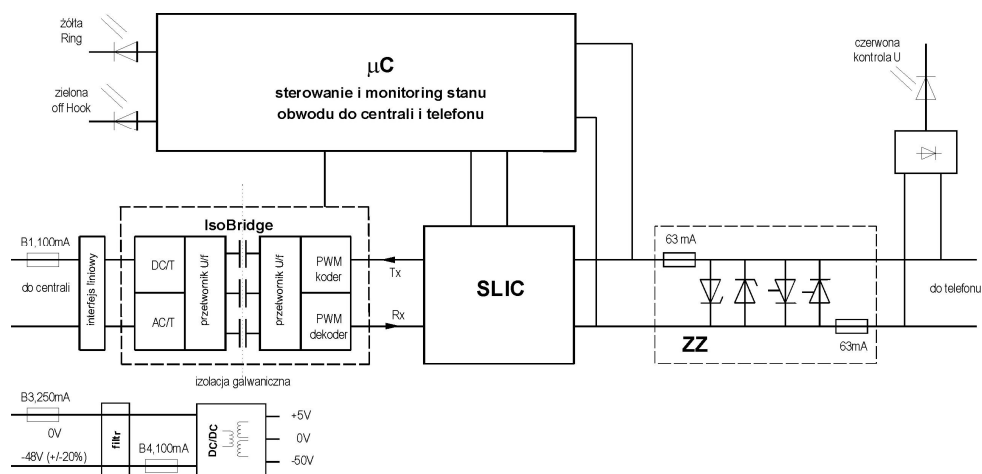 żółta
Ring
zielona
off Hook
µC
sterowanie i monitoring stanu
obwodu do centrali i telefonu
czerwona
kontrola U
IsoBridge
B1,100mA
do centrali
interfejs liniowy
DC/T
AC/T
przetwornik U/f
przetwornik U/f
PWM
koder
PWM
dekoder
Tx
Rx
SLIC
63 mA
63mA
ZZ
do telefonu
izolacja galwaniczna
B3,250mA
0V
-48V (+/-20%)
filtr
B4,100mA
DC/DC
+5V
0V
-50V